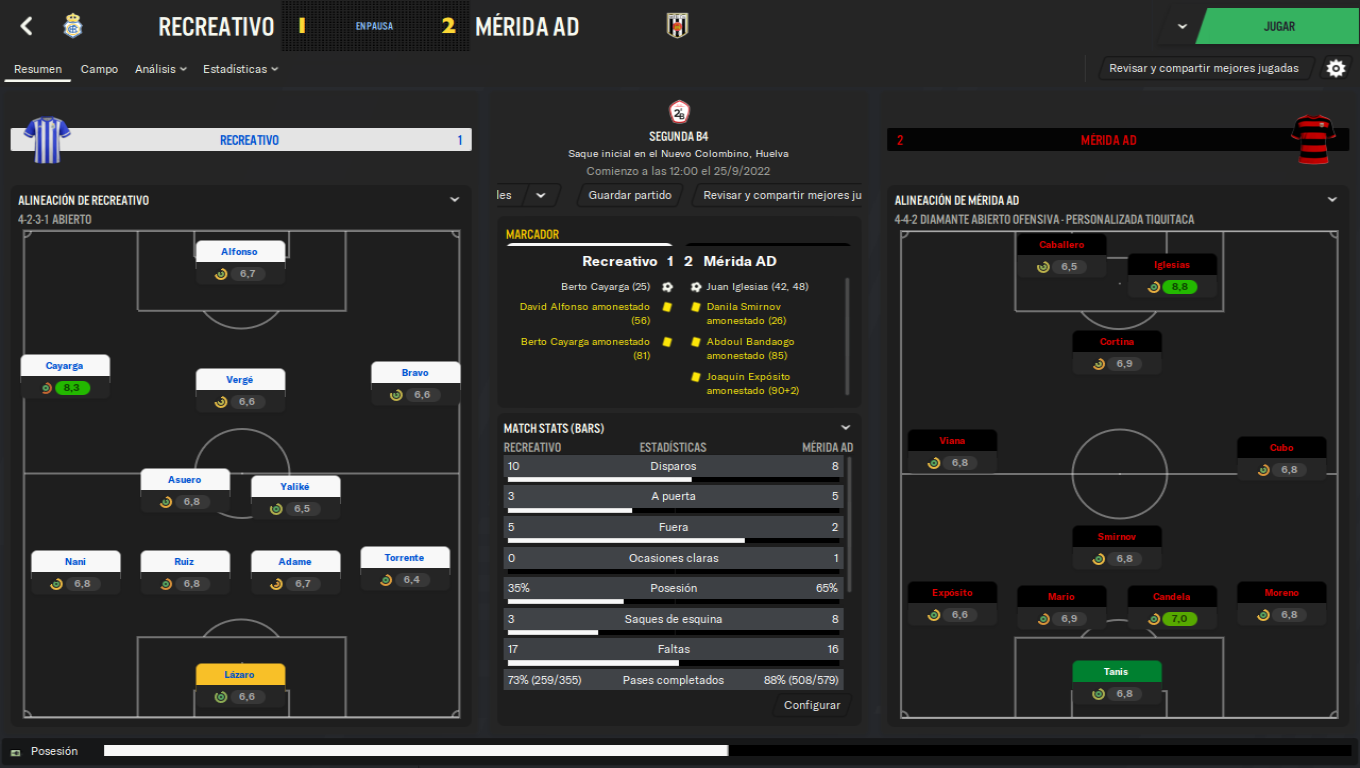 RECREATIVO 1 EN PAUSA 2 MÉRIDA AD
JUGAR
Resumen Campo Análisis Estadísticas
Revisar y compartir mejores jugadas
RECREATIVO 1
2B
SEGUNDA B4
Saque inicial en el Nuevo Colombino, Huelva
Comienzo a las 12:00 el 25/9/2022
les Guardar partido Revisar y compartir mejores ju
2 MÉRIDA AD
ALINEACIÓN DE RECREATIVO
4-2-3-1 ABIERTO
Alfonso
6,7
Cayarga
8,3
Vergé
6,6
Bravo
6,6
Asuero
6,8
Yaliké
6,5
Nani
6,8
Ruiz
6,8
Adame
6,7
Torrente
6,4
Lázaro
6,6
MARCADOR
Recreativo 1 2 Mérida AD
Berto Cayarga (25)
David Alfonso amonestado
(56)
Berto Cayarga amonestado
(81)
Juan Iglesias (42, 48)
Danila Smirnov
amonestado (26)
Abdoul Bandaogo
amonestado (85)
Joaquín Expósito
amonestado (90+2)
MATCH STATS (BARS)
RECREATIVO ESTADÍSTICAS MÉRIDA AD
10 Disparos 8
3 A puerta 5
5 Fuera 2
0 Ocasiones claras 1
35% Posesión 65%
3 Saques de esquina 8
17 Faltas 16
73% (259/355) Pases completados 88% (508/579)
Configurar
ALINEACIÓN DE MÉRIDA AD
4-4-2 DIAMANTE ABIERTO OFENSIVA - PERSONALIZADA TIQUITACA
Caballero
6,5
Iglesias
8,8
Cortina
6,9
Viana
6,8
Cubo
6,8
Smirnov
6,8
Expósito
6,6
Mario
6,9
Candela
7,0
Moreno
6,8
Tanis
6,8
Posesión